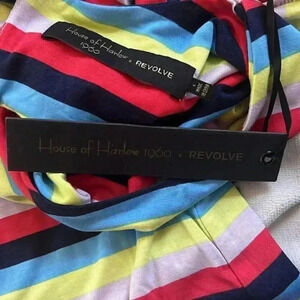 House of Harlow
1960 x REVOLVE
House of Harlow 1960 x REVOLVE